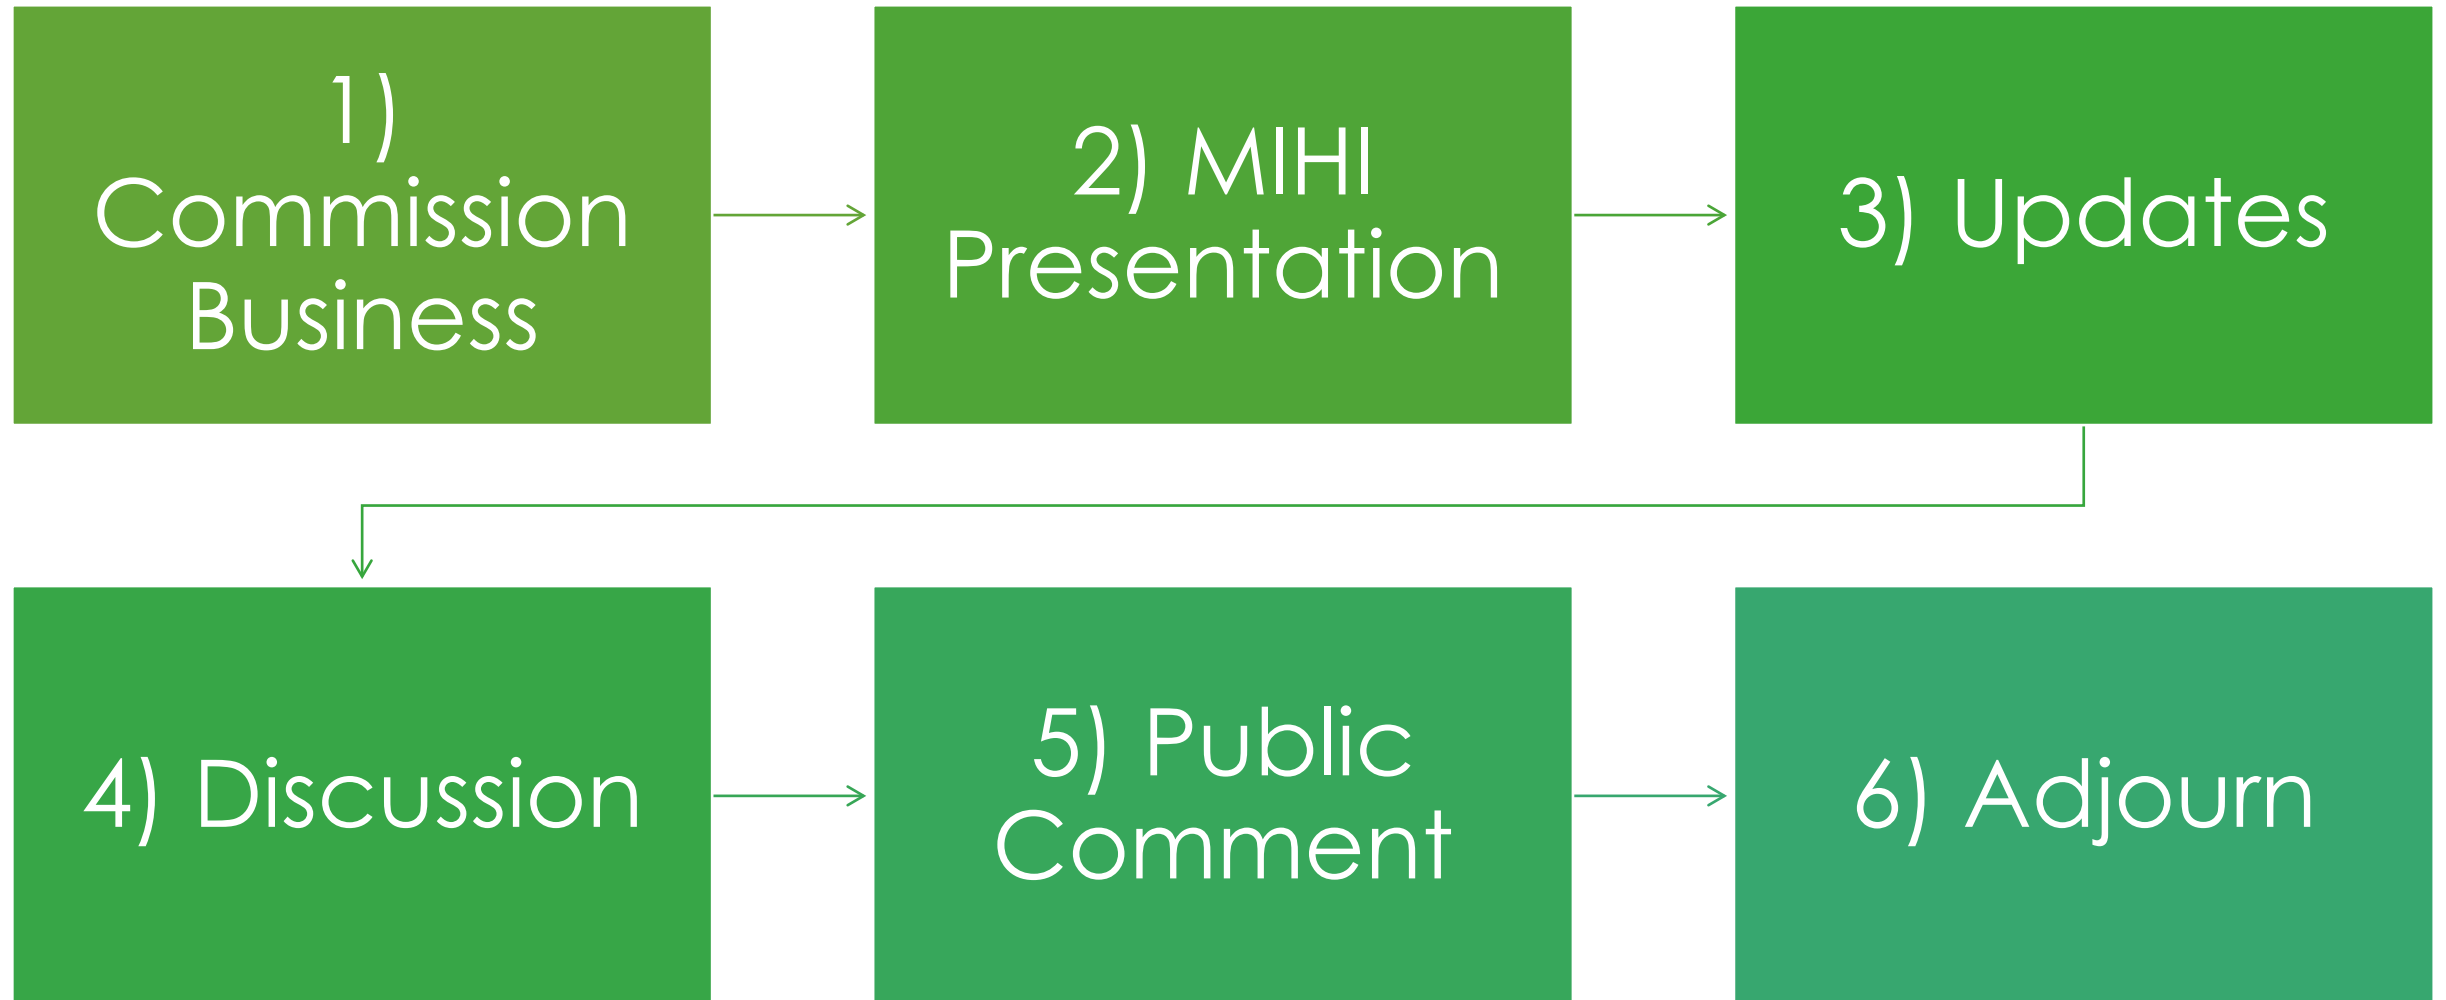 1)
Commission
Business
2) MIHI
Presentation
3) Updates
4) Discussion
5) Public
Comment
6) Adjourn